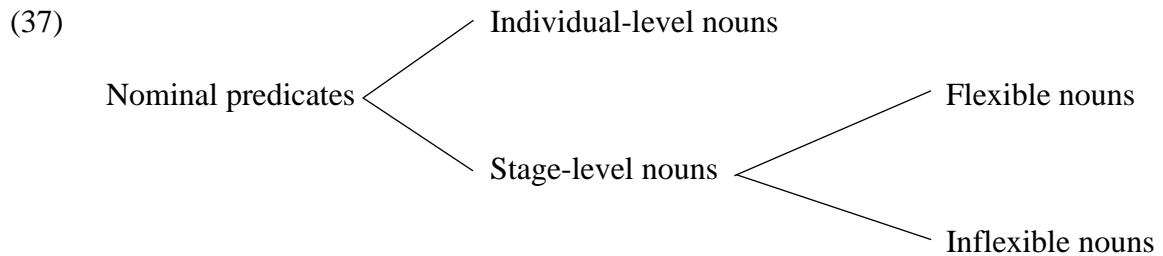 (37)
Individual-level nouns
Nominal predicates
Flexible nouns
Stage-level nouns
Inflexible nouns